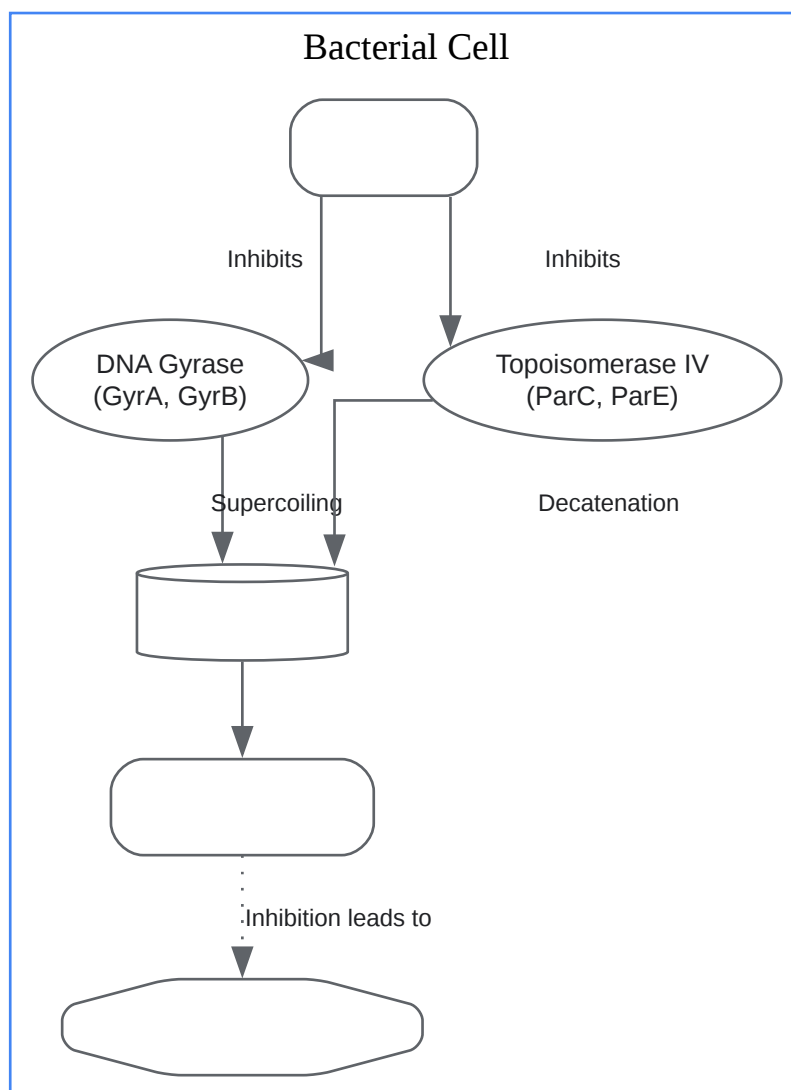 Bacterial Cell
Inhibits
Inhibits
DNA Gyrase
(GyrA, GyrB)
Topoisomerase IV
(ParC, ParE)
Supercoiling
Decatenation
Inhibition leads to